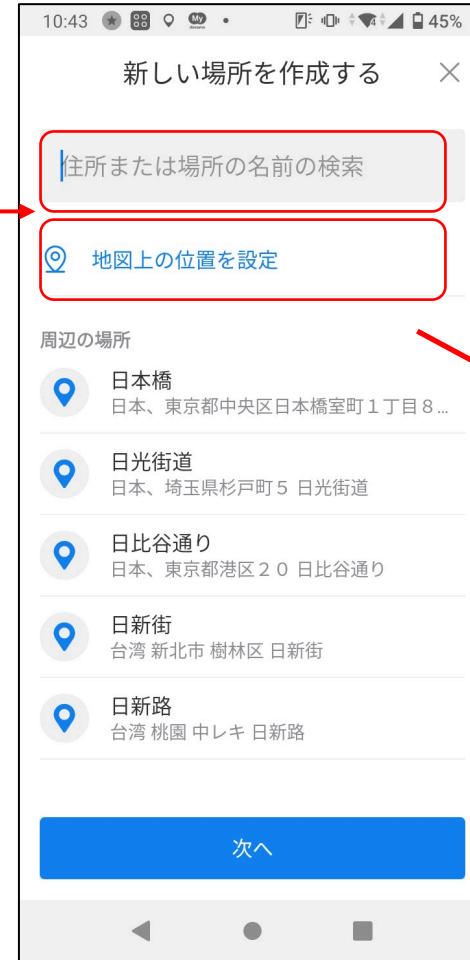 10:43 My 45%
新しい場所を作成する
住所または場所の名前の検索
地図上の位置を設定
周辺の場所
日本橋
日本、東京都中央区日本橋室町１丁目８...
日光街道
日本、埼玉県杉戸町５ 日光街道
日比谷通り
日本、東京都港区２０ 日比谷通り
日新街
台湾 新北市 樹林区 日新街
日新路
台湾 桃園 中レキ 日新路
次へ